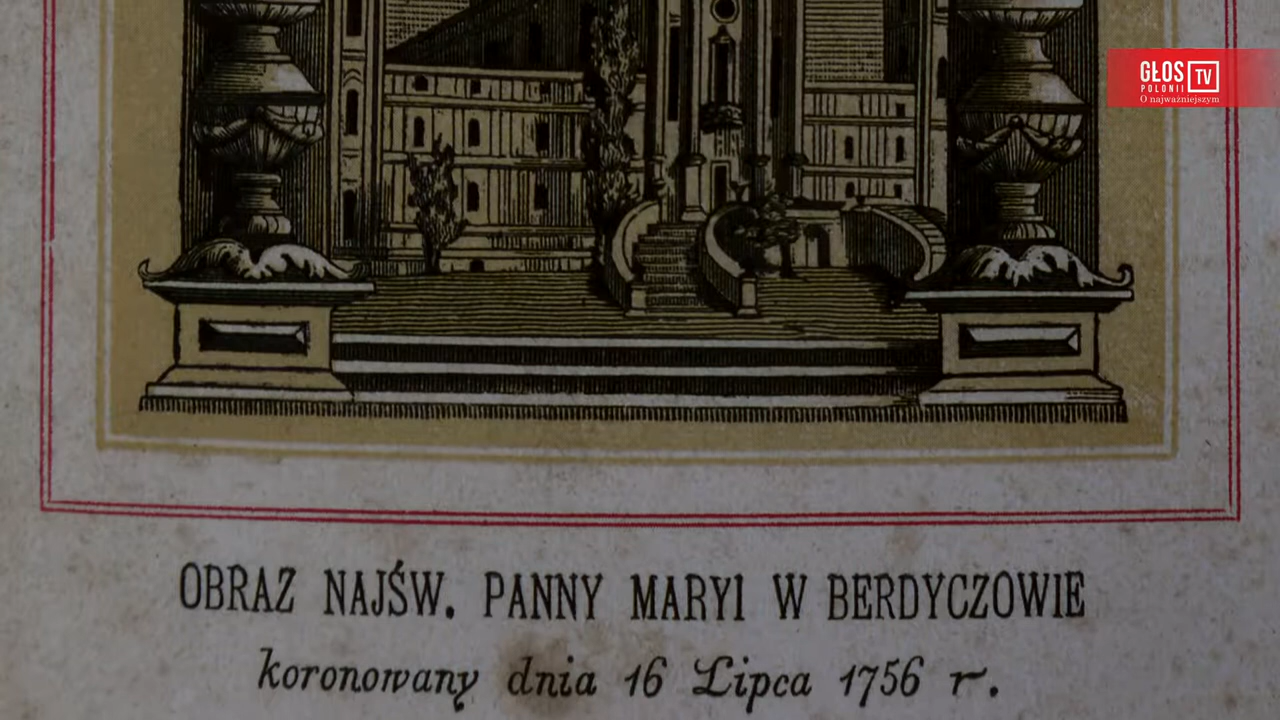 GŁOS
POLONII
TV
O najważniejszym
OBRAZ NAJŚW. PANNY MARYI W BERDYCZOWIE
koronowany dnia 16 Lipca 1756 r.